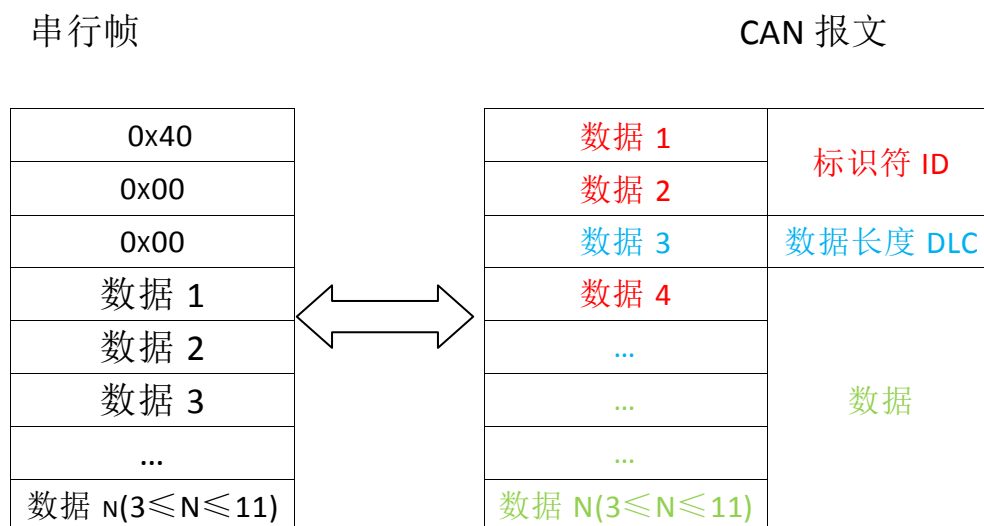 串行帧
CAN 报文
0x40
0x00
0x00
数据 1
数据 2
数据 3
...
数据 N(3≤N≤11)
数据 1
数据 2
数据 3
数据 4
...
...
...
数据 N(3≤N≤11)
标识符 ID
数据长度 DLC
数据